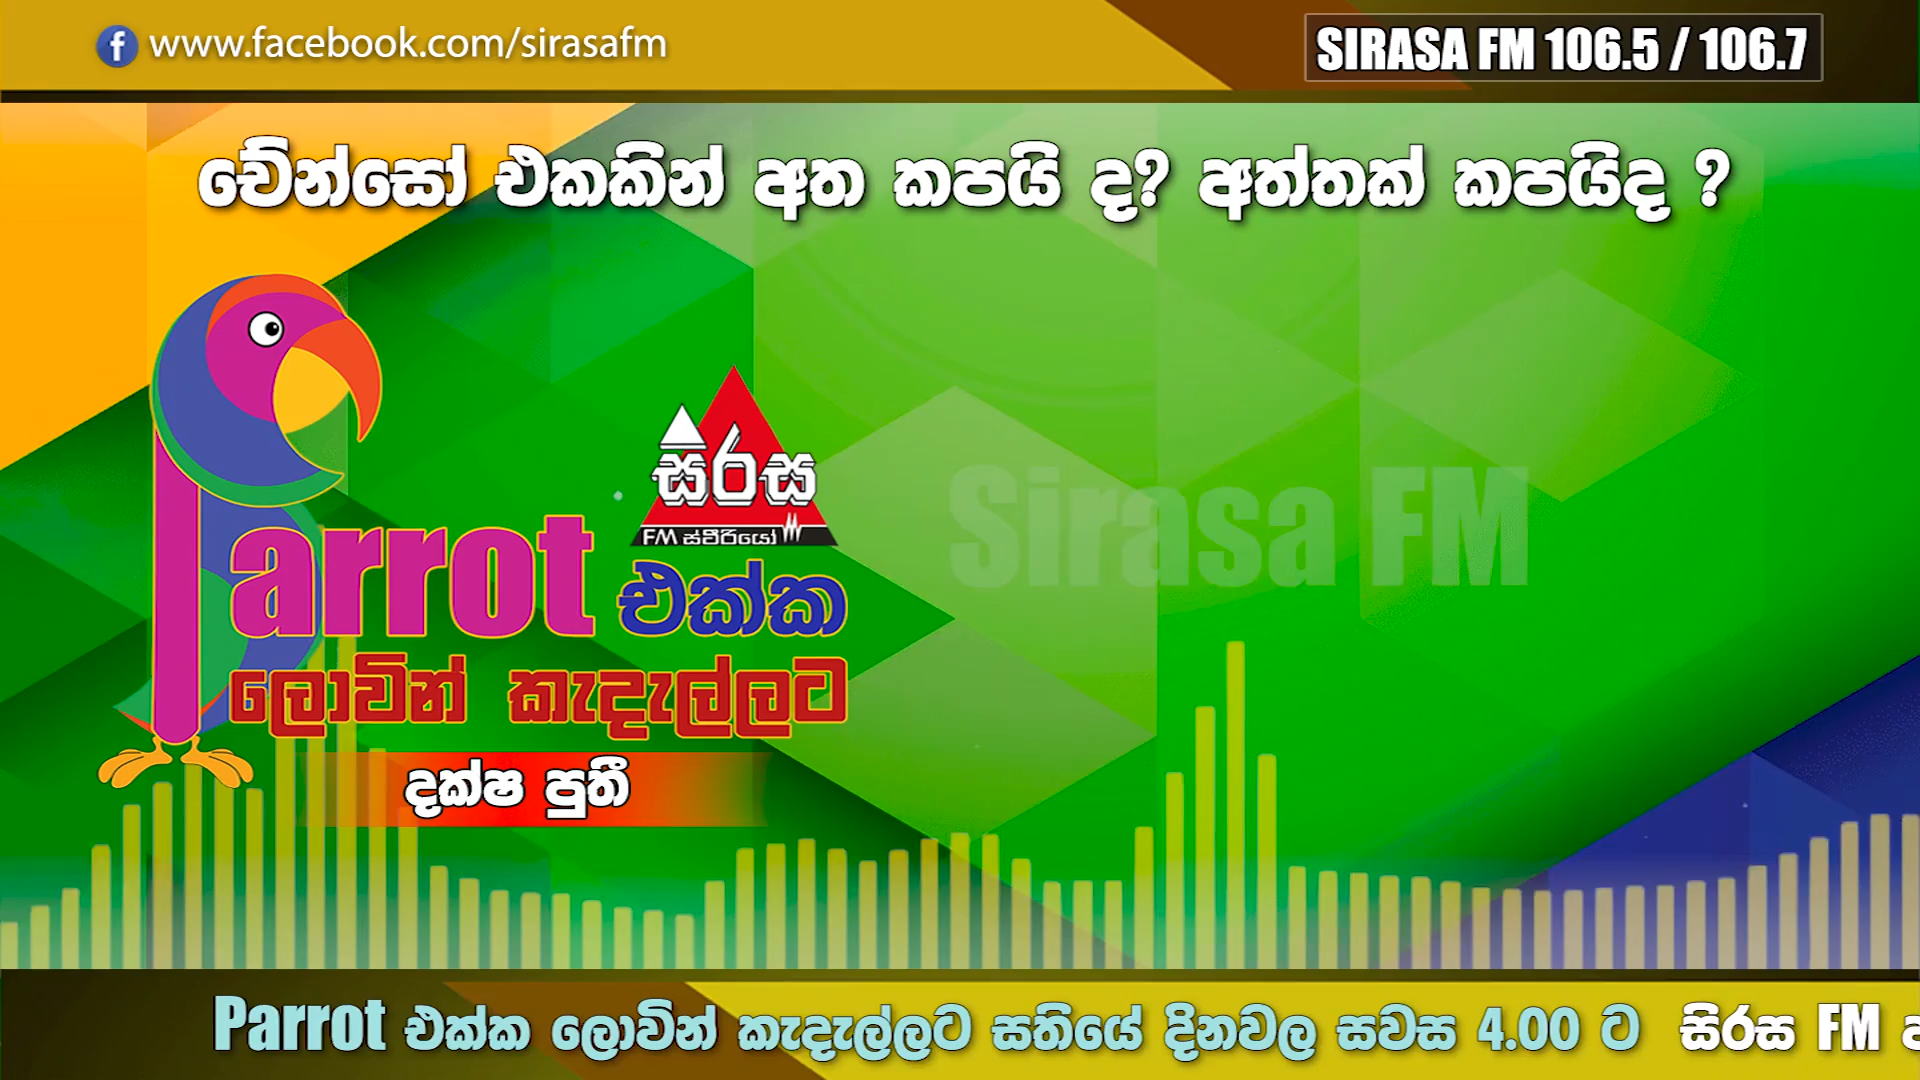 www.facebook.com/sirasafm
SIRASA FM 106.5 / 106.7
චේන්සෝ එකකින් අත කපයි ද? අත්තක් කපයිද ?
සිරස
FM ස්ටීරියෝ
Sirasa FM
Parrot එක්ක
ලොවින් කැදැල්ලට
දක්ෂ පුතී
Parrot එක්ක ලොවින් කැදැල්ලට සතියේ දිනවල සවස 4.00 ට සිරස FM